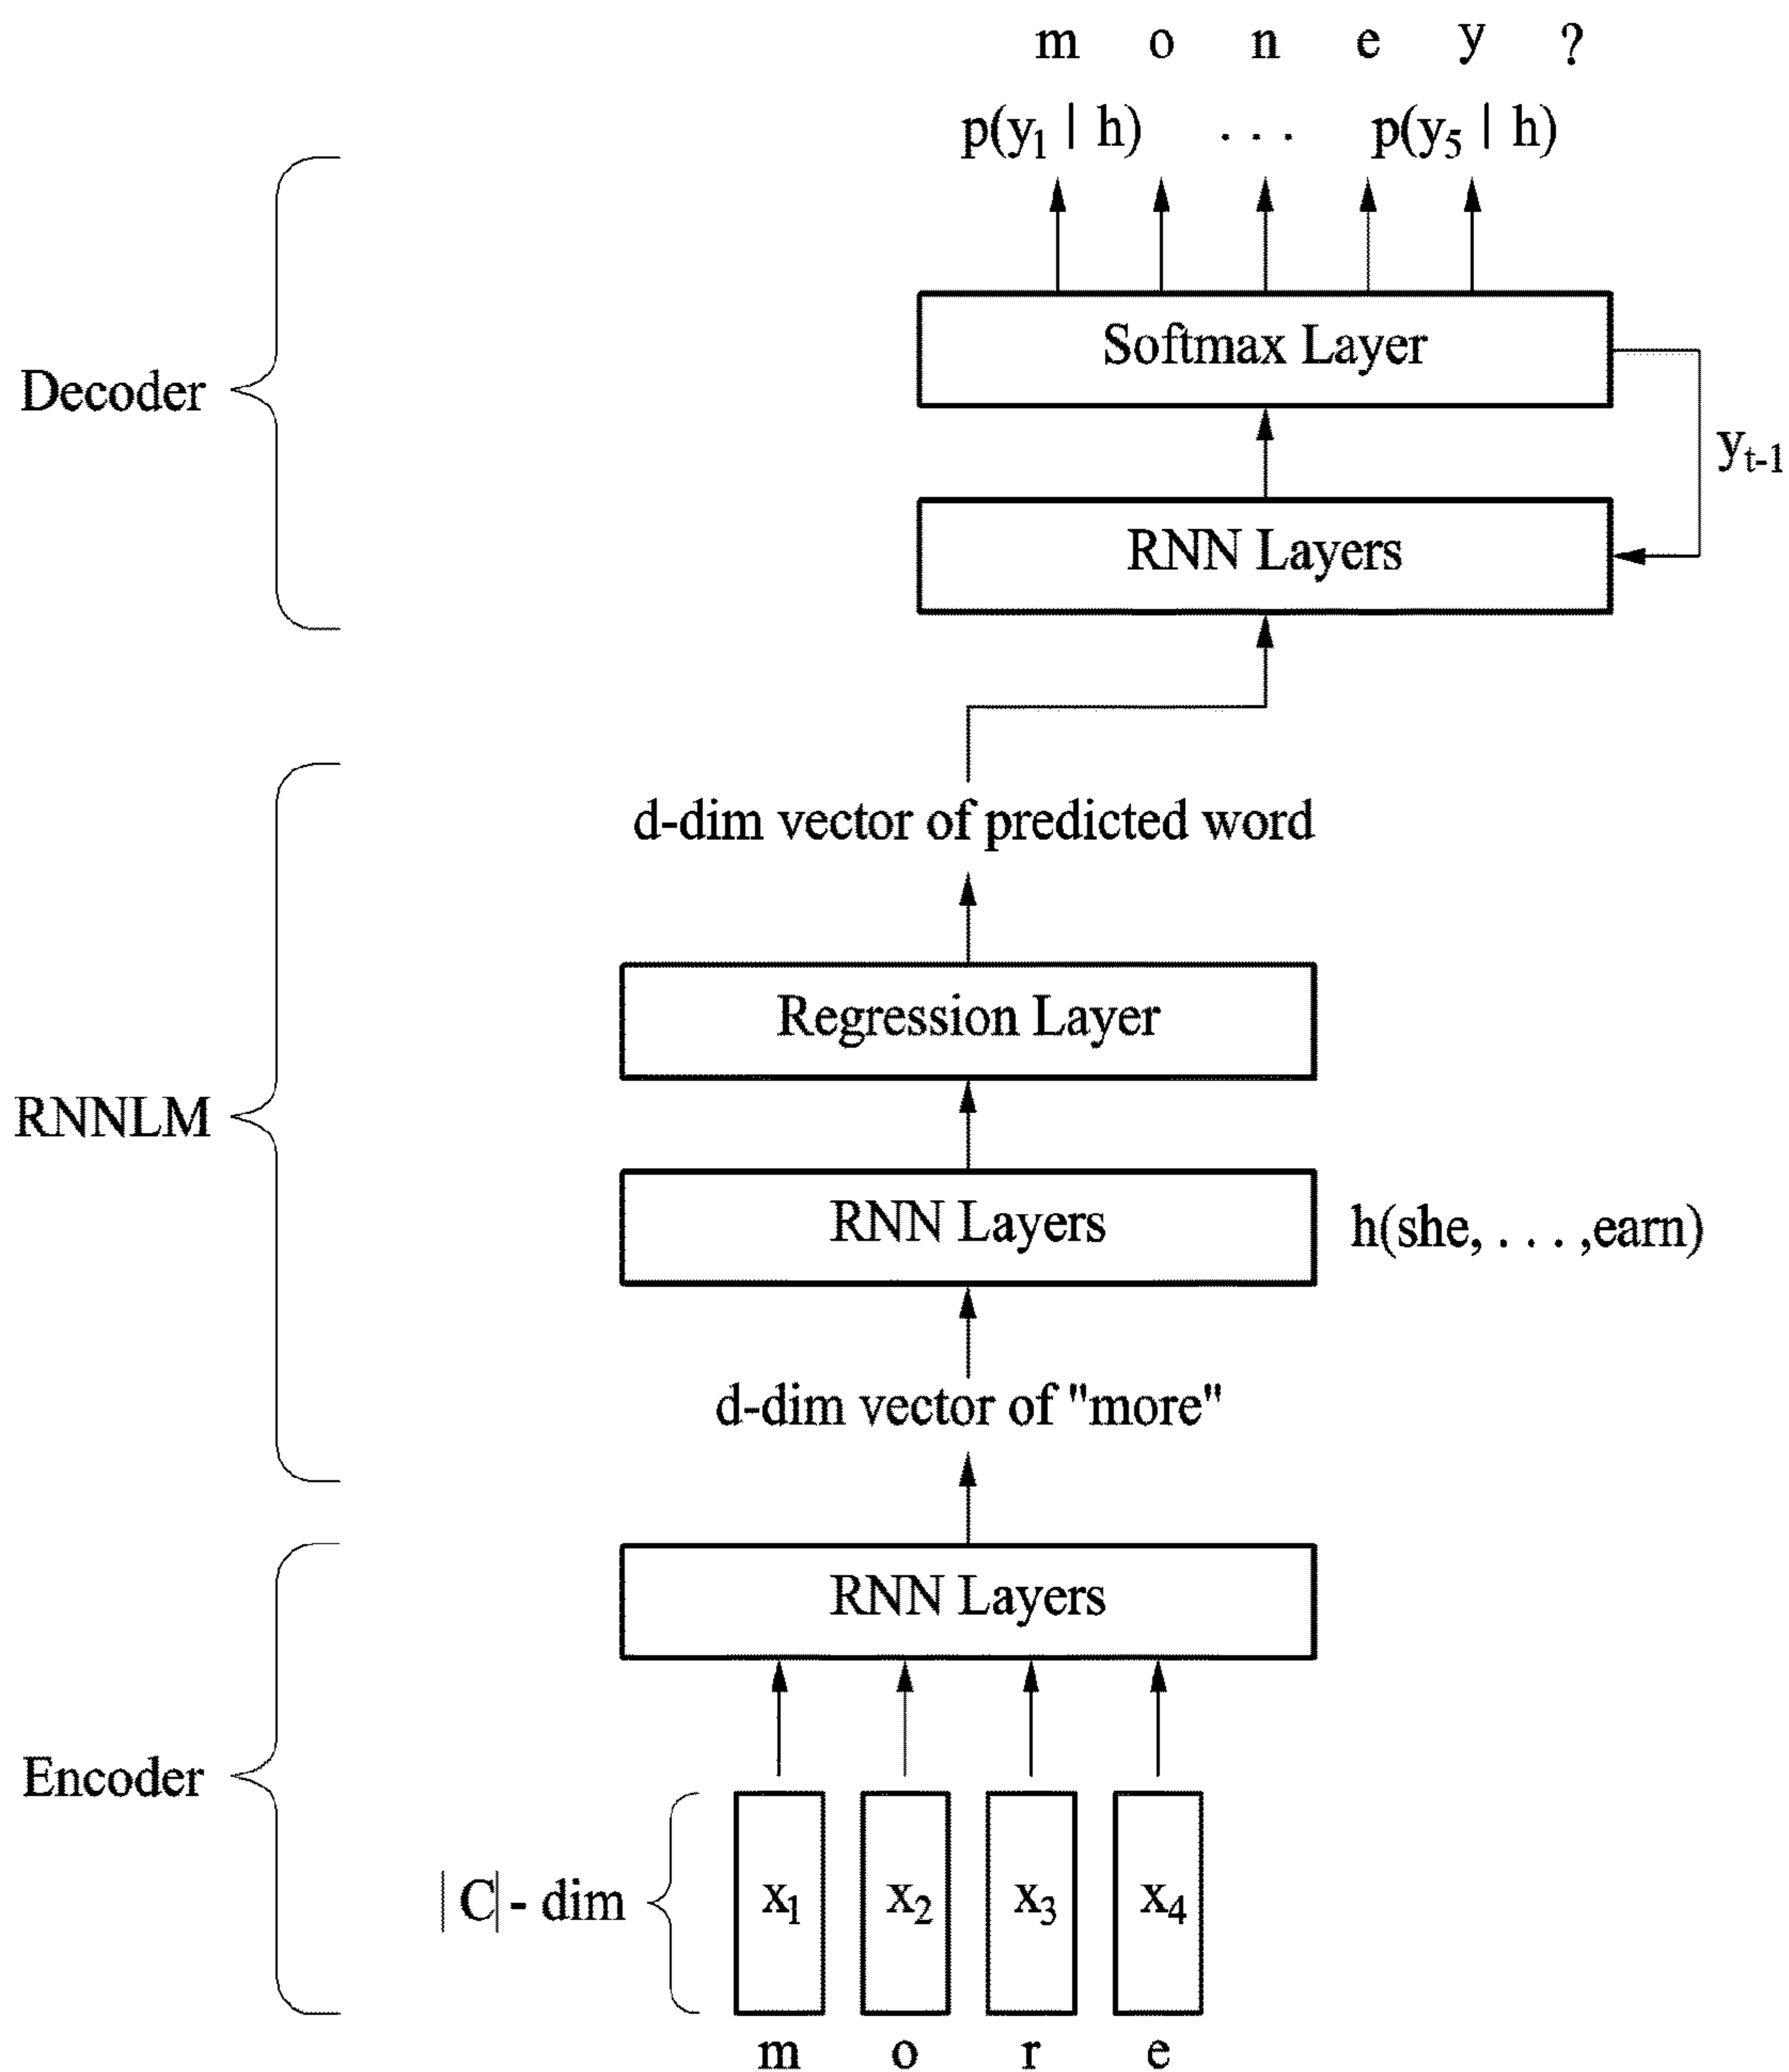 m o n e y ?
p(y₁ | h) . . . p(y₅ | h)
Softmax Layer
Decoder
yₜ₋₁
RNN Layers
d-dim vector of predicted word
Regression Layer
RNNLM
RNN Layers
h(she, . . . ,earn)
d-dim vector of "more"
RNN Layers
Encoder
|C| - dim
x₁ x₂ x₃ x₄
m o r e